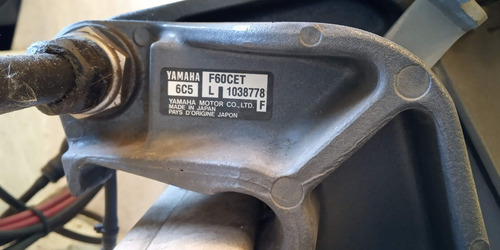 YAMAHA F60CET
6C5 L 1038778
YAMAHA MOTOR CO.,LTD. F
MADE IN JAPAN
PAYS D'ORIGINE JAPON